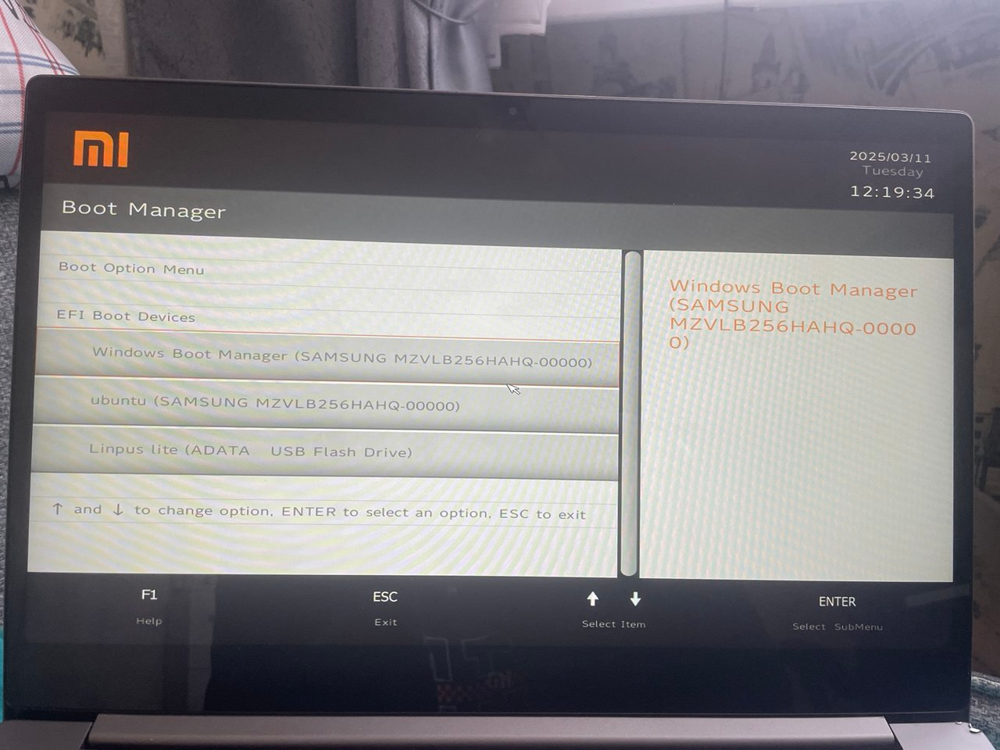 mi
2025/03/11
Tuesday
12:19:34
Boot Manager
Boot Option Menu
EFI Boot Devices
Windows Boot Manager (SAMSUNG MZVLB256HAHQ-00000)
ubuntu (SAMSUNG MZVLB256HAHQ-00000)
Linpus lite (ADATA   USB Flash Drive)
↑ and ↓ to change option, ENTER to select an option, ESC to exit
Windows Boot Manager
(SAMSUNG
MZVLB256HAHQ-0000
0)
F1
Help
ESC
Exit
Select Item
ENTER
Select SubMenu